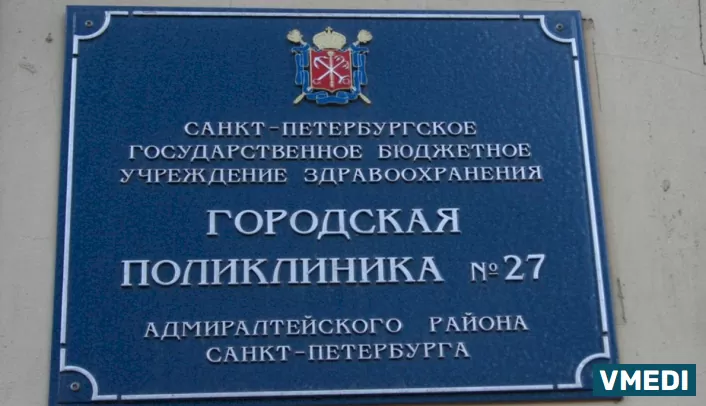 САНКТ-ПЕТЕРБУРГСКОЕ
ГОСУДАРСТВЕННОЕ БЮДЖЕТНОЕ
УЧРЕЖДЕНИЕ ЗДРАВООХРАНЕНИЯ
ГОРОДСКАЯ
ПОЛИКЛИНИКА №27
АДМИРАЛТЕЙСКОГО РАЙОНА
САНКТ-ПЕТЕРБУРГА
VMEDI